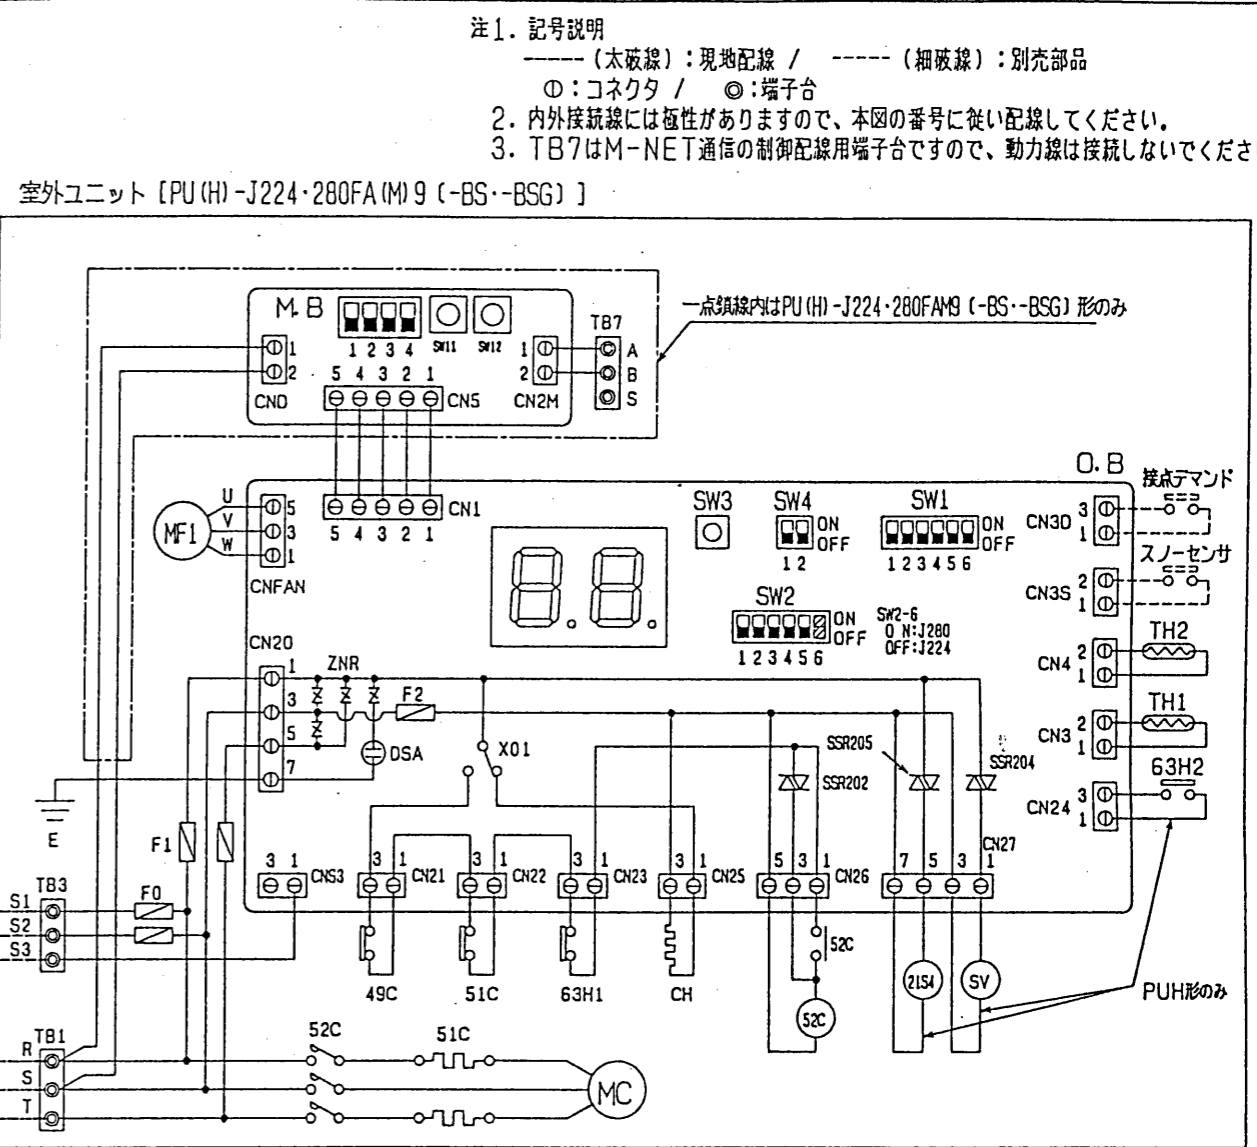 注1. 記号説明
----- (太破線):現地配線 / ----- (細破線):別売部品
⦶:コネクタ / ◎:端子台
2. 内外接続線には極性がありますので、本図の番号に従い配線してください。
3. TB7はM-NET通信の制御配線用端子台ですので、動力線は接続しないでくださ
室外ユニット [PU(H)-J224・280FA(M)9 (-BS・-BSG)]
一点鎖線内はPU(H)-J224・280FAM9 (-BS・-BSG) 形のみ
M.B
1 2 3 4 SW11 SW12
TB7
1 2 CND
5 4 3 2 1 CN5
1 2 CN2M
A
B
S
O.B
接点デマンド
MF1 U V W
5 3 1
CNFAN
5 4 3 2 1 CN1
SW3
SW4 ON OFF
1 2
SW1 ON OFF
1 2 3 4 5 6
CN3D 3 1
スノーセンサ
CN3S 2 1
8.8.
SW2 ON OFF
1 2 3 4 5 6
SW2-6
ON:J280
OFF:J224
CN20
1 3 5 7
ZNR
F2
DSA
X01
TH2
CN4 2 1
TH1
CN3 2 1
SSR205
SSR202
SSR204
63H2
CN24 3 1
E
F1
3 1 CNS3
3 1 CN21
3 1 CN22
3 1 CN23
3 1 CN25
5 3 1 CN26
7 5 3 1 CN27
TB3
S1
S2
S3
F0
49C
51C
63H1
CH
52C
52C
21S4
SV
PUH形のみ
TB1
R
S
T
52C
51C
MC